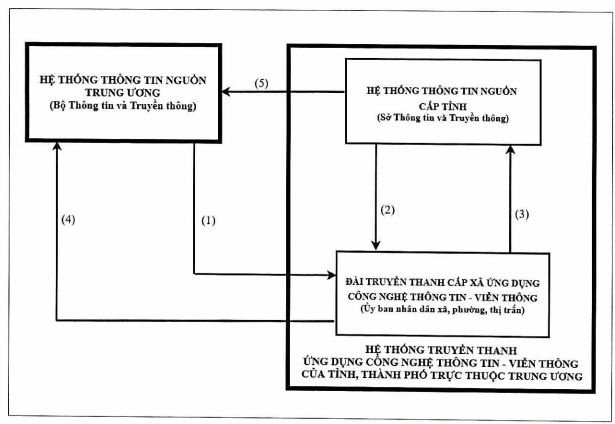 HỆ THỐNG THÔNG TIN NGUỒN
TRUNG ƯƠNG
(Bộ Thông tin và Truyền thông)
(5)
HỆ THỐNG THÔNG TIN NGUỒN
CẤP TỈNH
(Sở Thông tin và Truyền thông)
(4)
(1)
(2)
(3)
ĐÀI TRUYỀN THANH CẤP XÃ ỨNG DỤNG
CÔNG NGHỆ THÔNG TIN - VIỄN THÔNG
(Ủy ban nhân dân xã, phường, thị trấn)
HỆ THỐNG TRUYỀN THANH
ỨNG DỤNG CÔNG NGHỆ THÔNG TIN - VIỄN THÔNG
CỦA TỈNH, THÀNH PHỐ TRỰC THUỘC TRUNG ƯƠNG